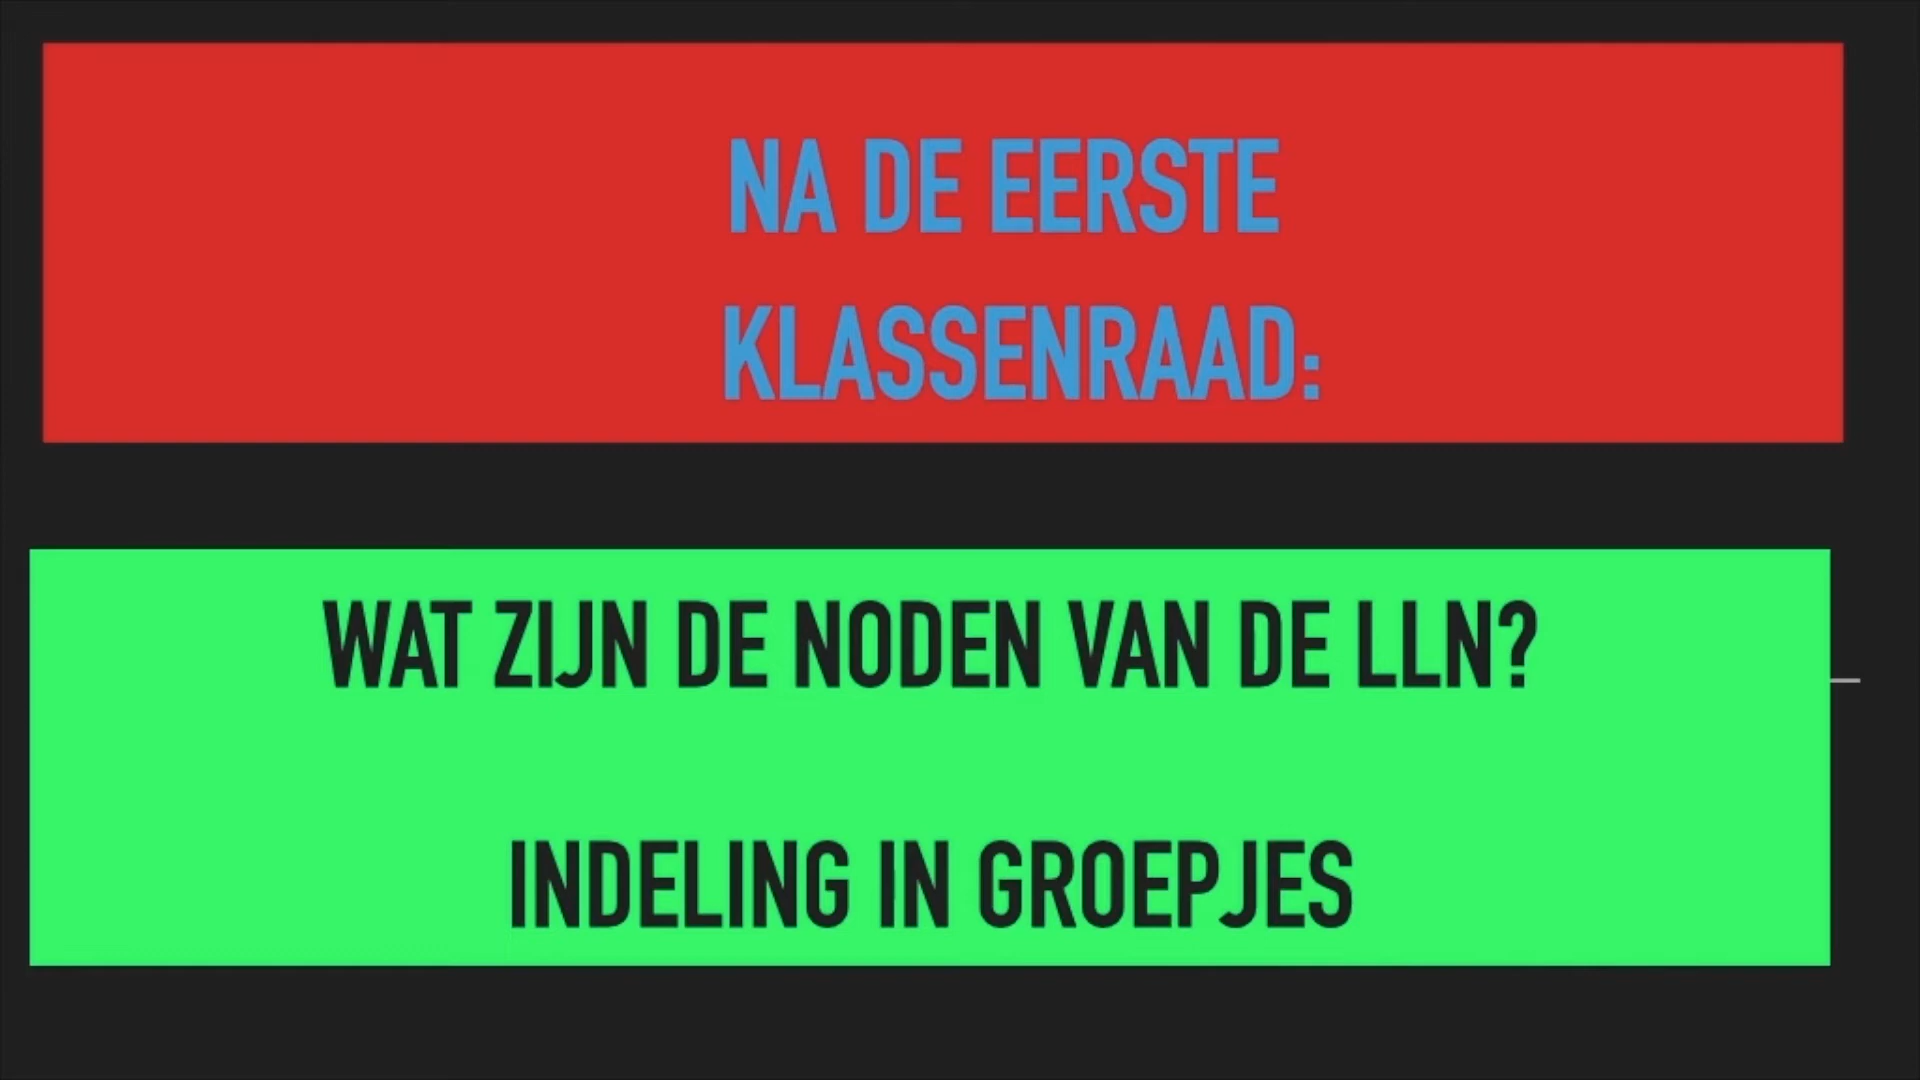 NA DE EERSTE
KLASSENRAAD:
WAT ZIJN DE NODEN VAN DE LLN?
INDELING IN GROEPJES